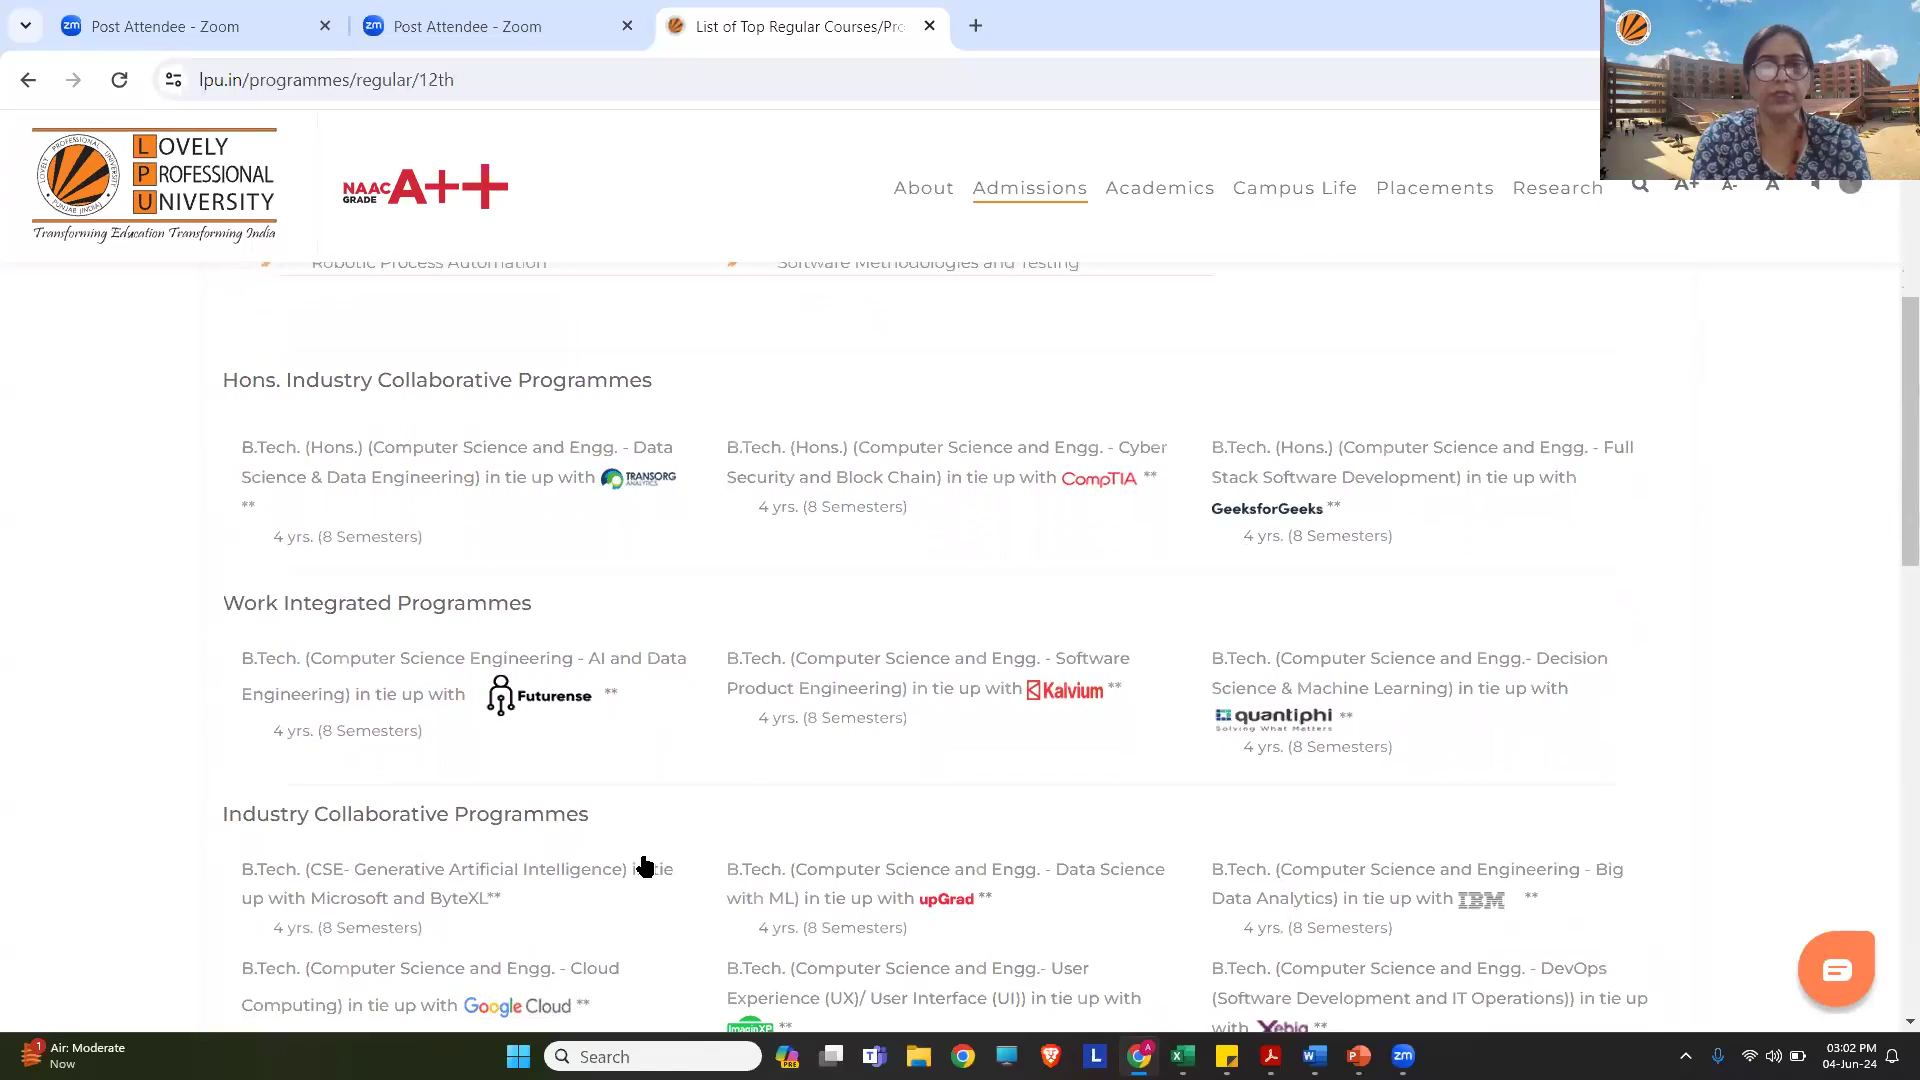 Post Attendee - Zoom
Post Attendee - Zoom
List of Top Regular Courses/Pro
lpu.in/programmes/regular/12th
LOVELY
PROFESSIONAL
UNIVERSITY
Transforming Education Transforming India
NAAC
GRADE
A++
About Admissions Academics Campus Life Placements Research
A+ A- A
Robotic Process Automation
Software Methodologies and Testing
Hons. Industry Collaborative Programmes
B.Tech. (Hons.) (Computer Science and Engg. - Data
Science & Data Engineering) in tie up with TRANSORG ANALYTICS
**
4 yrs. (8 Semesters)
B.Tech. (Hons.) (Computer Science and Engg. - Cyber
Security and Block Chain) in tie up with CompTIA **
4 yrs. (8 Semesters)
B.Tech. (Hons.) (Computer Science and Engg. - Full
Stack Software Development) in tie up with
GeeksforGeeks **
4 yrs. (8 Semesters)
Work Integrated Programmes
B.Tech. (Computer Science Engineering - AI and Data
Engineering) in tie up with Futurense **
4 yrs. (8 Semesters)
B.Tech. (Computer Science and Engg. - Software
Product Engineering) in tie up with Kalvium **
4 yrs. (8 Semesters)
B.Tech. (Computer Science and Engg.- Decision
Science & Machine Learning) in tie up with
quantiphi **
Solving What Matters
4 yrs. (8 Semesters)
Industry Collaborative Programmes
B.Tech. (CSE- Generative Artificial Intelligence) in tie
up with Microsoft and ByteXL**
4 yrs. (8 Semesters)
B.Tech. (Computer Science and Engg. - Data Science
with ML) in tie up with upGrad **
4 yrs. (8 Semesters)
B.Tech. (Computer Science and Engineering - Big
Data Analytics) in tie up with IBM **
4 yrs. (8 Semesters)
B.Tech. (Computer Science and Engg. - Cloud
Computing) in tie up with Google Cloud **
B.Tech. (Computer Science and Engg.- User
Experience (UX)/ User Interface (UI)) in tie up with
ImaginXP **
B.Tech. (Computer Science and Engg. - DevOps
(Software Development and IT Operations)) in tie up
with Xebia **
Air: Moderate
Now
Search
03:02 PM
04-Jun-24